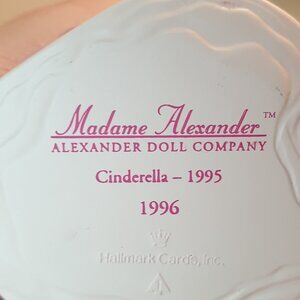 Madame Alexander™
ALEXANDER DOLL COMPANY
Cinderella – 1995
1996
Hallmark Cards, Inc.